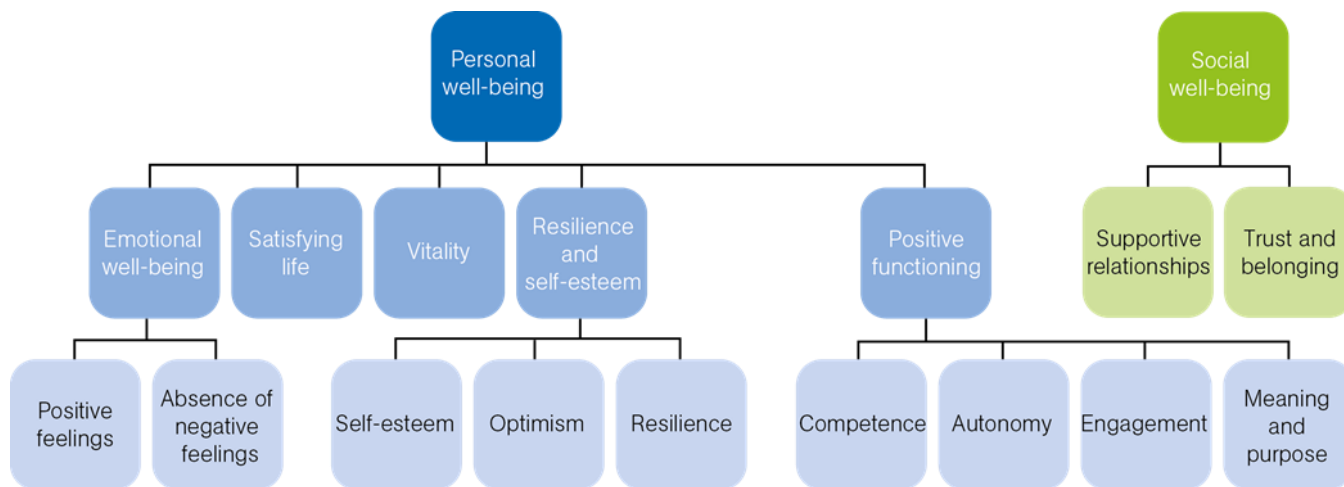 Personal
well-being
Social
well-being
Emotional
well-being
Satisfying
life
Vitality
Resilience
and
self-esteem
Positive
functioning
Supportive
relationships
Trust and
belonging
Positive
feelings
Absence of
negative
feelings
Self-esteem
Optimism
Resilience
Competence
Autonomy
Engagement
Meaning
and
purpose